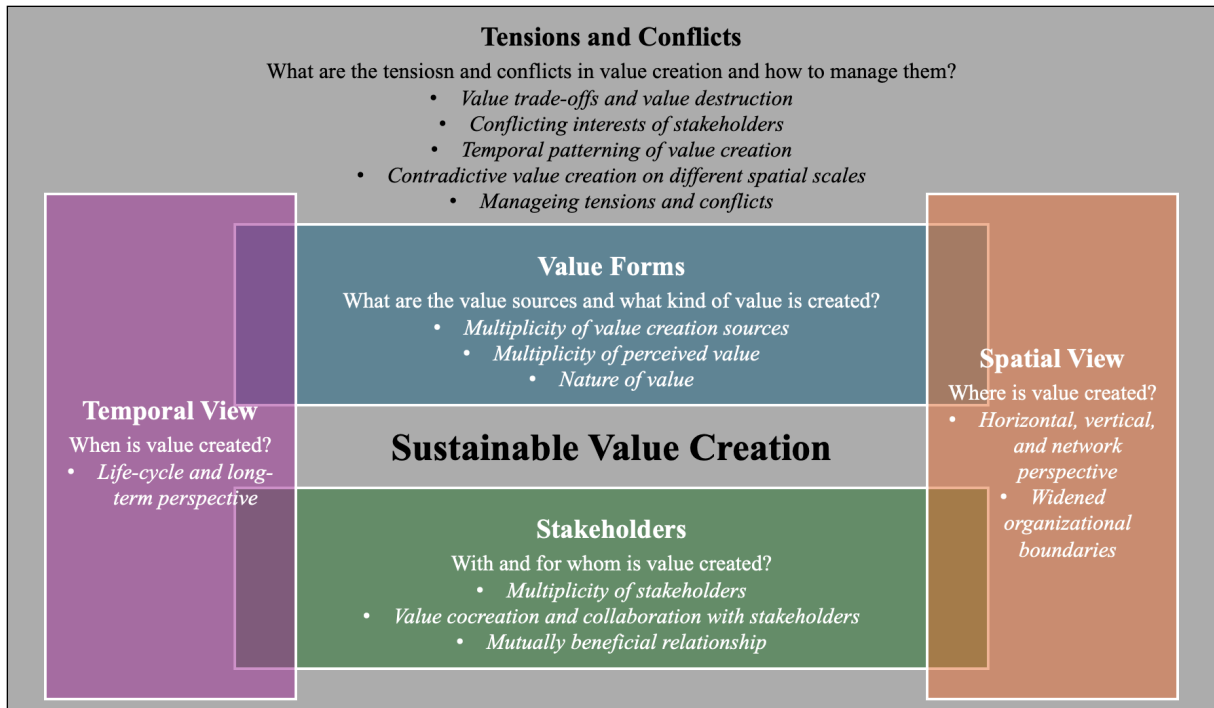 Tensions and Conflicts
What are the tensiosn and conflicts in value creation and how to manage them?
• Value trade-offs and value destruction
• Conflicting interests of stakeholders
• Temporal patterning of value creation
• Contradictive value creation on different spatial scales
• Manageing tensions and conflicts
Value Forms
What are the value sources and what kind of value is created?
• Multiplicity of value creation sources
• Multiplicity of perceived value
• Nature of value
Temporal View
When is value created?
• Life-cycle and long-
term perspective
Sustainable Value Creation
Spatial View
Where is value created?
• Horizontal, vertical,
and network
perspective
• Widened
organizational
boundaries
Stakeholders
With and for whom is value created?
• Multiplicity of stakeholders
• Value cocreation and collaboration with stakeholders
• Mutually beneficial relationship